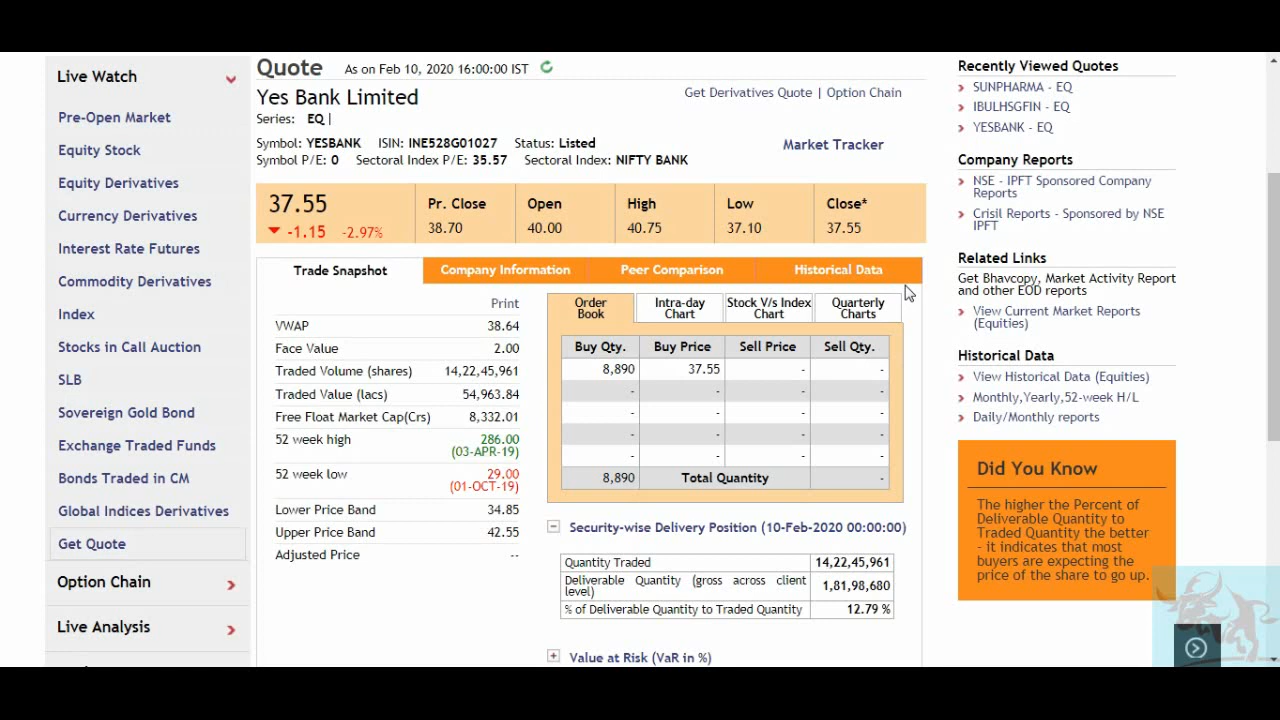 Live Watch
Pre-Open Market
Equity Stock
Equity Derivatives
Currency Derivatives
Interest Rate Futures
Commodity Derivatives
Index
Stocks in Call Auction
SLB
Sovereign Gold Bond
Exchange Traded Funds
Bonds Traded in CM
Global Indices Derivatives
Get Quote
Option Chain
Live Analysis
Quote As on Feb 10, 2020 16:00:00 IST
Yes Bank Limited
Get Derivatives Quote | Option Chain
Series: EQ |
Symbol: YESBANK ISIN: INE528G01027 Status: Listed
Symbol P/E: 0 Sectoral Index P/E: 35.57 Sectoral Index: NIFTY BANK
Market Tracker
37.55 Pr. Close Open High Low Close*
-1.15 -2.97% 38.70 40.00 40.75 37.10 37.55
Trade Snapshot Company Information Peer Comparison Historical Data
Print
VWAP 38.64
Face Value 2.00
Traded Volume (shares) 14,22,45,961
Traded Value (lacs) 54,963.84
Free Float Market Cap(Crs) 8,332.01
52 week high 286.00
(03-APR-19)
52 week low 29.00
(01-OCT-19)
Lower Price Band 34.85
Upper Price Band 42.55
Adjusted Price --
Order Intra-day Stock V/s Index Quarterly
Book Chart Chart Charts
Buy Qty. Buy Price Sell Price Sell Qty.
8,890 37.55 - -
- - - -
- - - -
- - - -
- - - -
8,890 Total Quantity -
Security-wise Delivery Position (10-Feb-2020 00:00:00)
Quantity Traded 14,22,45,961
Deliverable Quantity (gross across client
level) 1,81,98,680
% of Deliverable Quantity to Traded Quantity 12.79 %
Value at Risk (VaR in %)
Recently Viewed Quotes
SUNPHARMA - EQ
IBULHSGFIN - EQ
YESBANK - EQ
Company Reports
NSE - IPFT Sponsored Company
Reports
Crisil Reports - Sponsored by NSE
IPFT
Related Links
Get Bhavcopy, Market Activity Report
and other EOD reports
View Current Market Reports
(Equities)
Historical Data
View Historical Data (Equities)
Monthly,Yearly,52-week H/L
Daily/Monthly reports
Did You Know
The higher the Percent of
Deliverable Quantity to
Traded Quantity the better
- it indicates that most
buyers are expecting the
price of the share to go up.